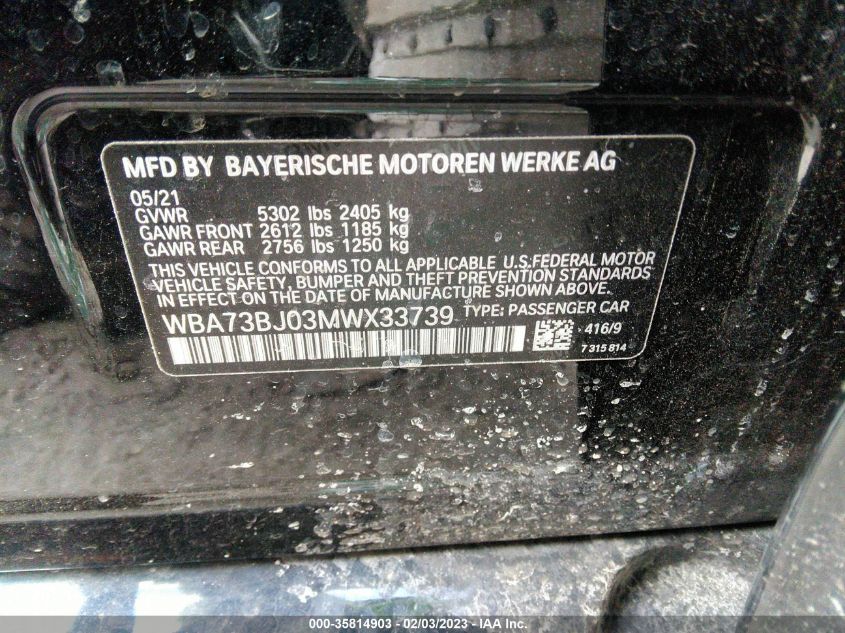 MFD BY BAYERISCHE MOTOREN WERKE AG
05/21
GVWR 5302 lbs 2405 kg
GAWR FRONT 2612 lbs 1185 kg
GAWR REAR 2756 lbs 1250 kg
THIS VEHICLE CONFORMS TO ALL APPLICABLE U.S.FEDERAL MOTOR
VEHICLE SAFETY, BUMPER AND THEFT PREVENTION STANDARDS
IN EFFECT ON THE DATE OF MANUFACTURE SHOWN ABOVE.
WBA73BJ03MWX33739 TYPE: PASSENGER CAR
416/9
7315814
000-35814903 - 02/03/2023 - IAA Inc.